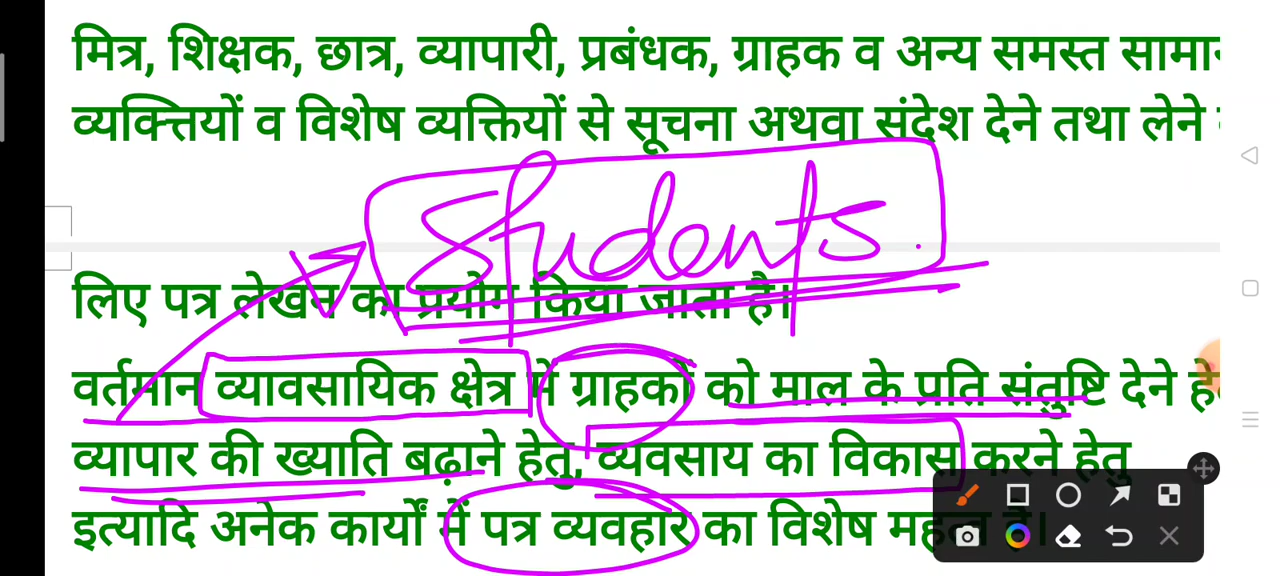 मित्र, शिक्षक, छात्र, व्यापारी, प्रबंधक, ग्राहक व अन्य समस्त
व्यक्तियों व विशेष व्यक्तियों से सूचना अथवा संदेश देने तथा लेने
Students.
लिए पत्र लेखन का प्रयोग किया जाता है।
वर्तमान व्यावसायिक क्षेत्र में ग्राहकों को माल के प्रति संतुष्टि देने
व्यापार की ख्याति बढ़ाने हेतु, व्यवसाय का विकास करने हेतु
इत्यादि अनेक कार्यों में पत्र व्यवहार का विशेष